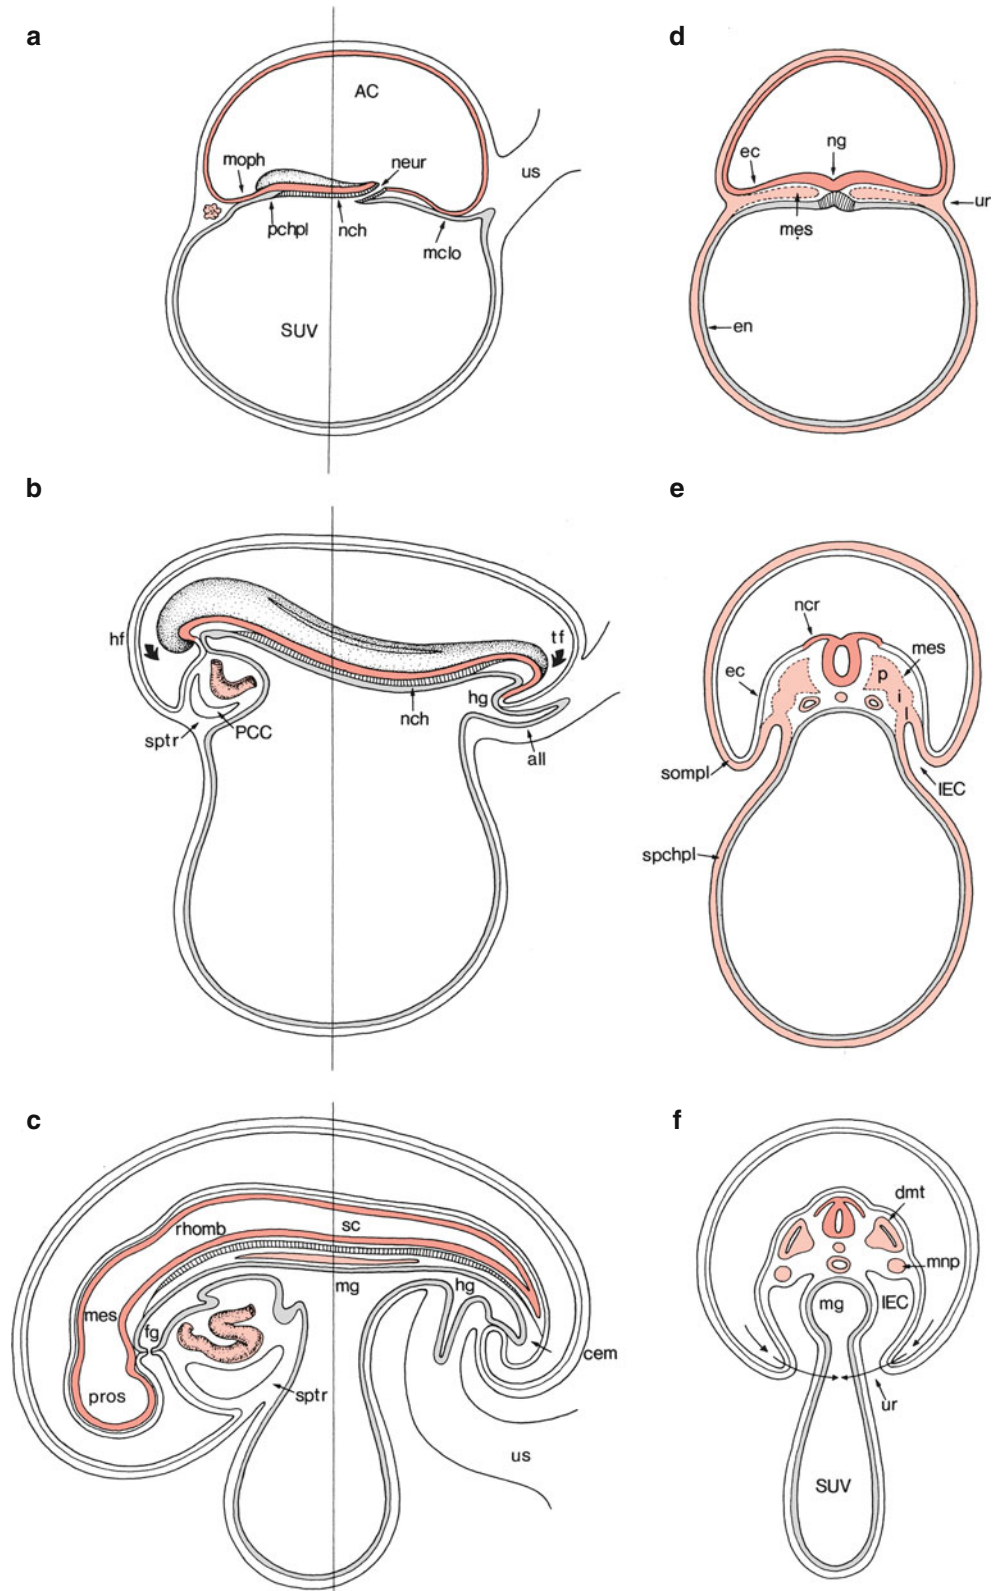 a
AC
moph
neur
us
pchpl
nch
mclo
SUV
d
ng
ec
ur
mes
en
b
hf
tf
hg
nch
PCC
sptr
all
e
ncr
mes
ec
p
i
l
sompl
IEC
spchpl
c
rhomb
sc
mg
hg
mes
fg
cem
pros
sptr
us
f
dmt
mnp
mg
IEC
ur
SUV